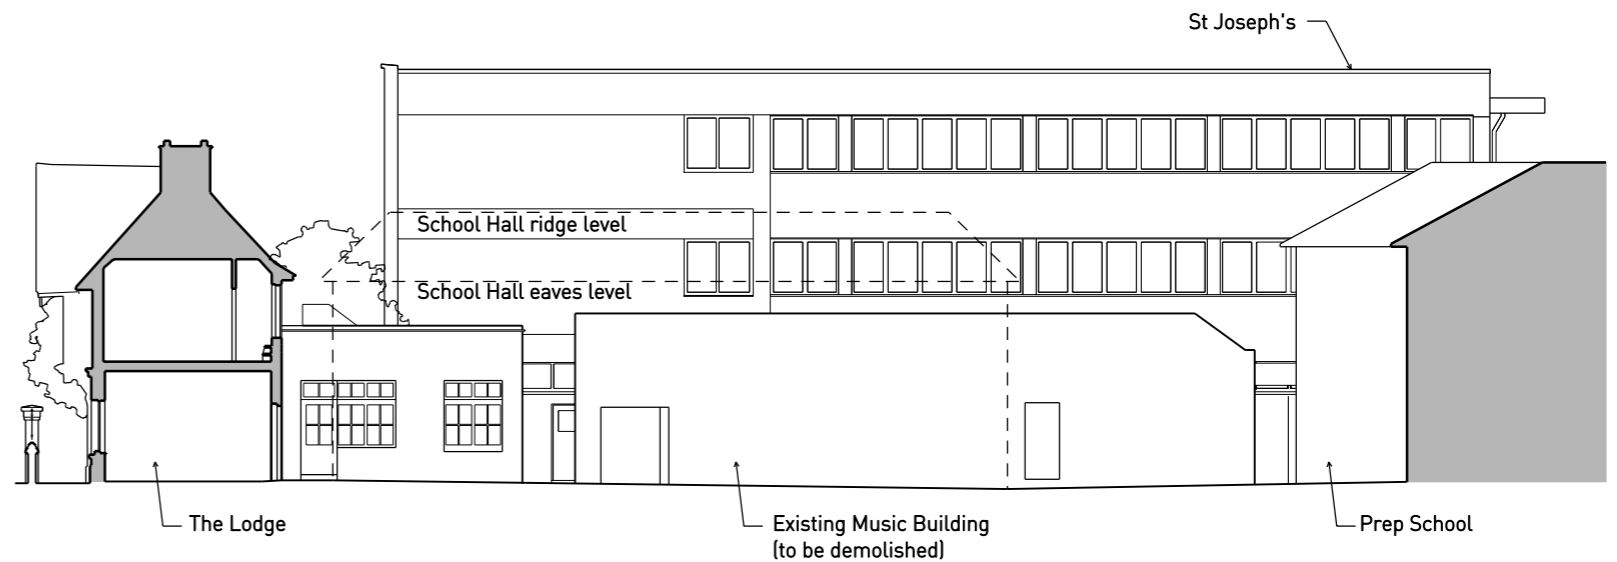 St Joseph's
School Hall ridge level
School Hall eaves level
The Lodge
Existing Music Building
(to be demolished)
Prep School